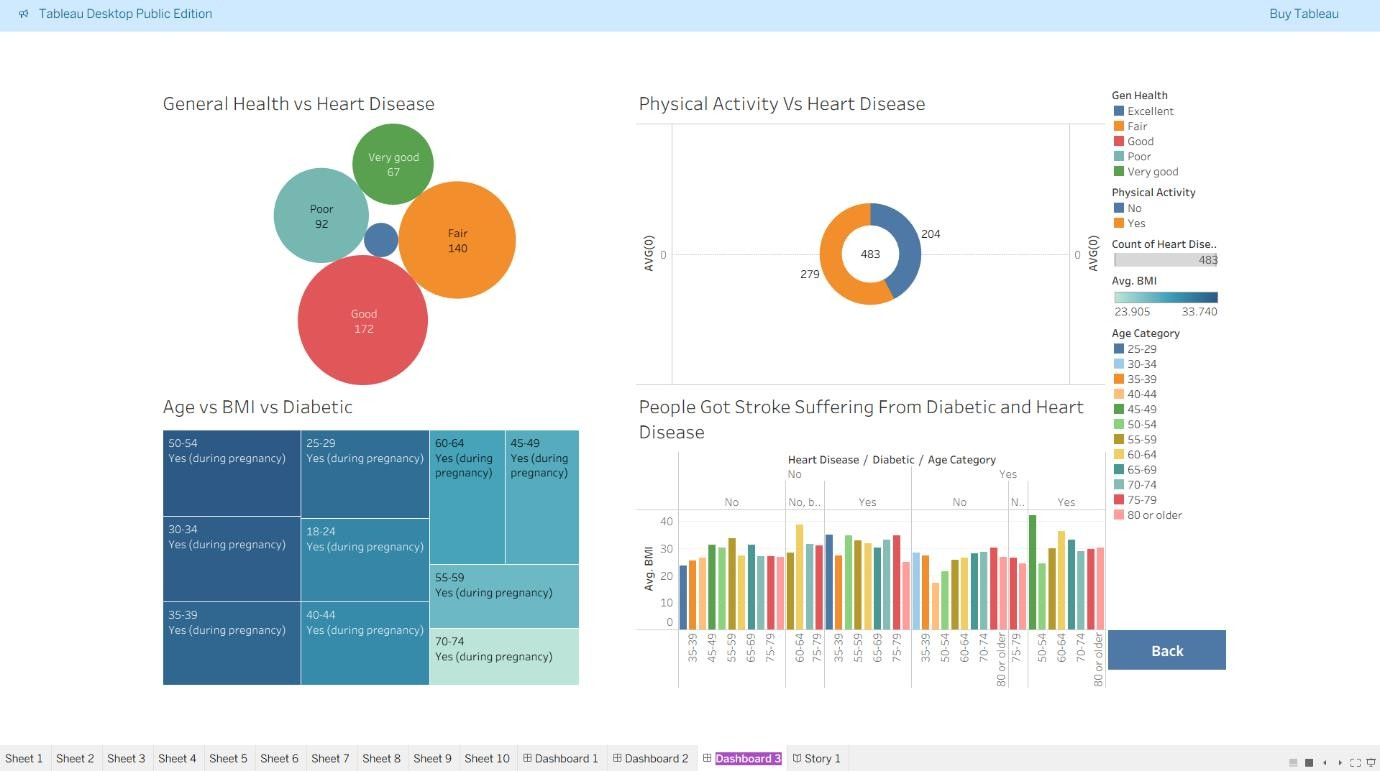 Tableau Desktop Public Edition
Buy Tableau
General Health vs Heart Disease
Very good
67
Poor
92
Fair
140
Good
172
Physical Activity Vs Heart Disease
AVG(0)
0
204
483
279
0
AVG(0)
Gen Health
Excellent
Fair
Good
Poor
Very good
Physical Activity
No
Yes
Count of Heart Dise..
483
Avg. BMI
23.905 33.740
Age Category
25-29
30-34
35-39
40-44
45-49
50-54
55-59
60-64
65-69
70-74
75-79
80 or older
Age vs BMI vs Diabetic
50-54
Yes (during pregnancy)
30-34
Yes (during pregnancy)
35-39
Yes (during pregnancy)
25-29
Yes (during pregnancy)
18-24
Yes (during pregnancy)
40-44
Yes (during pregnancy)
60-64
Yes (during
pregnancy)
45-49
Yes (during
pregnancy)
55-59
Yes (during pregnancy)
70-74
Yes (during pregnancy)
People Got Stroke Suffering From Diabetic and Heart
Disease
Heart Disease / Diabetic / Age Category
No Yes
No No, b.. Yes No N.. Yes
Avg. BMI
40
30
20
10
0
35-39 45-49 55-59 65-69 75-79 60-64 75-79 35-39 55-59 65-69 75-79 35-39 50-54 60-64 70-74 80 or older 75-79 50-54 60-64 70-74 80 or older
Back
Sheet 1 Sheet 2 Sheet 3 Sheet 4 Sheet 5 Sheet 6 Sheet 7 Sheet 8 Sheet 9 Sheet 10 Dashboard 1 Dashboard 2 Dashboard 3 Story 1